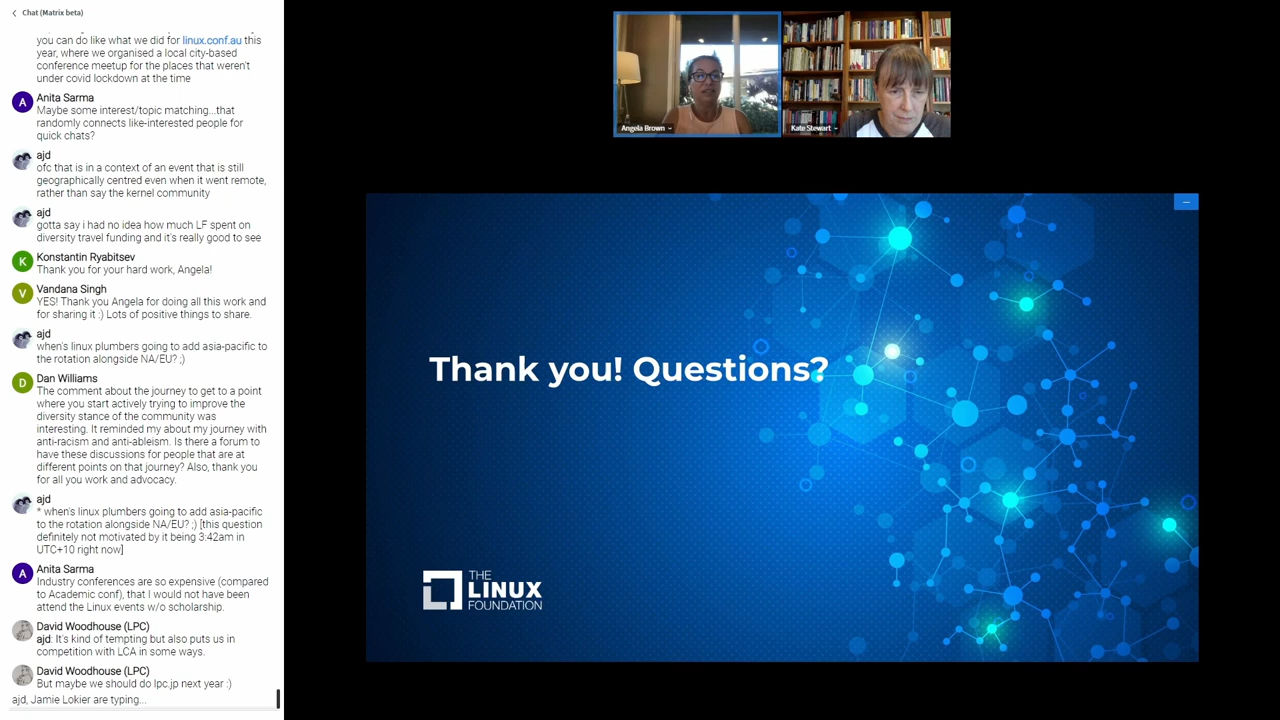 Chat (Matrix beta)
you can do like what we did for linux.conf.au this
year, where we organised a local city-based
conference meetup for the places that weren't
under covid lockdown at the time
A
Anita Sarma
Maybe some interest/topic matching...that
randomly connects like-interested people for
quick chats?
ajd
ofc that is in a context of an event that is still
geographically centred even when it went remote,
rather than say the kernel community
ajd
gotta say i had no idea how much LF spent on
diversity travel funding and it's really good to see
K
Konstantin Ryabitsev
Thank you for your hard work, Angela!
V
Vandana Singh
YES! Thank you Angela for doing all this work and
for sharing it :) Lots of positive things to share.
ajd
when's linux plumbers going to add asia-pacific to
the rotation alongside NA/EU? ;)
D
Dan Williams
The comment about the journey to get to a point
where you start actively trying to improve the
diversity stance of the community was
interesting. It reminded my about my journey with
anti-racism and anti-ableism. Is there a forum to
have these discussions for people that are at
different points on that journey? Also, thank you
for all you work and advocacy.
ajd
* when's linux plumbers going to add asia-pacific
to the rotation alongside NA/EU? ;) [this question
definitely not motivated by it being 3:42am in
UTC+10 right now]
A
Anita Sarma
Industry conferences are so expensive (compared
to Academic conf), that I would not have been
attend the Linux events w/o scholarship.
David Woodhouse (LPC)
ajd: It's kind of tempting but also puts us in
competition with LCA in some ways.
David Woodhouse (LPC)
But maybe we should do lpc.jp next year :)
ajd, Jamie Lokier are typing...
Angela Brown
Kate Stewart
Thank you! Questions?
THE
LINUX
FOUNDATION